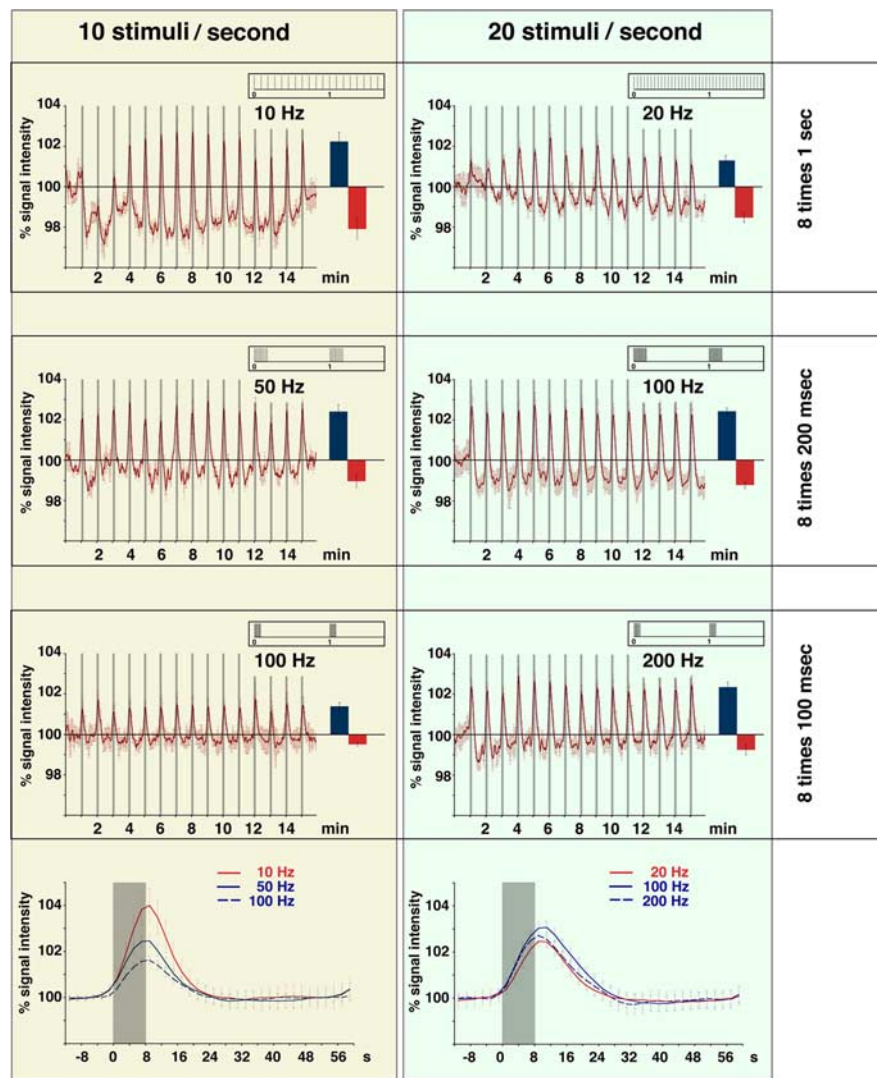 10 stimuli / second
20 stimuli / second
0 1
10 Hz
104
102
100
98
% signal intensity
2 4 6 8 10 12 14 min
0 1
20 Hz
104
102
100
98
% signal intensity
2 4 6 8 10 12 14 min
8 times 1 sec
0 1
50 Hz
104
102
100
98
% signal intensity
2 4 6 8 10 12 14 min
0 1
100 Hz
104
102
100
98
% signal intensity
2 4 6 8 10 12 14 min
8 times 200 msec
0 1
100 Hz
104
102
100
98
% signal intensity
2 4 6 8 10 12 14 min
0 1
200 Hz
104
102
100
98
% signal intensity
2 4 6 8 10 12 14 min
8 times 100 msec
10 Hz
50 Hz
100 Hz
104
102
100
% signal intensity
-8 0 8 16 24 32 40 48 56 s
20 Hz
100 Hz
200 Hz
104
102
100
% signal intensity
-8 0 8 16 24 32 40 48 56 s